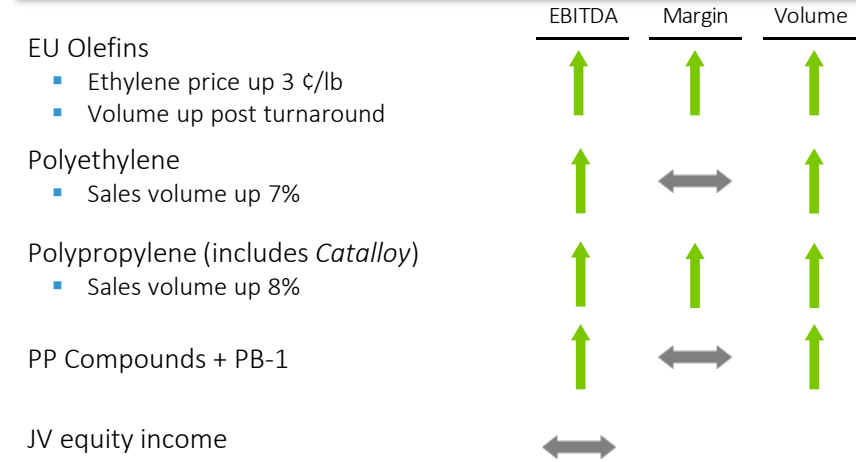 EBITDA Margin Volume
EU Olefins
Ethylene price up 3 ¢/lb
Volume up post turnaround
Polyethylene
Sales volume up 7%
Polypropylene (includes Catalloy)
Sales volume up 8%
PP Compounds + PB-1
JV equity income